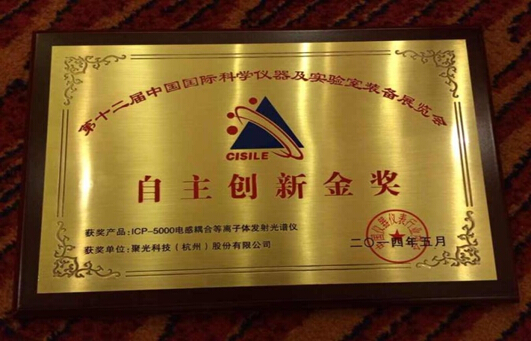 第十二届中国国际科学仪器及实验室装备展览会
CISILE
自主创新金奖
获奖产品:ICP-5000电感耦合等离子体发射光谱仪
获奖单位:聚光科技(杭州)股份有限公司
二〇一四年五月